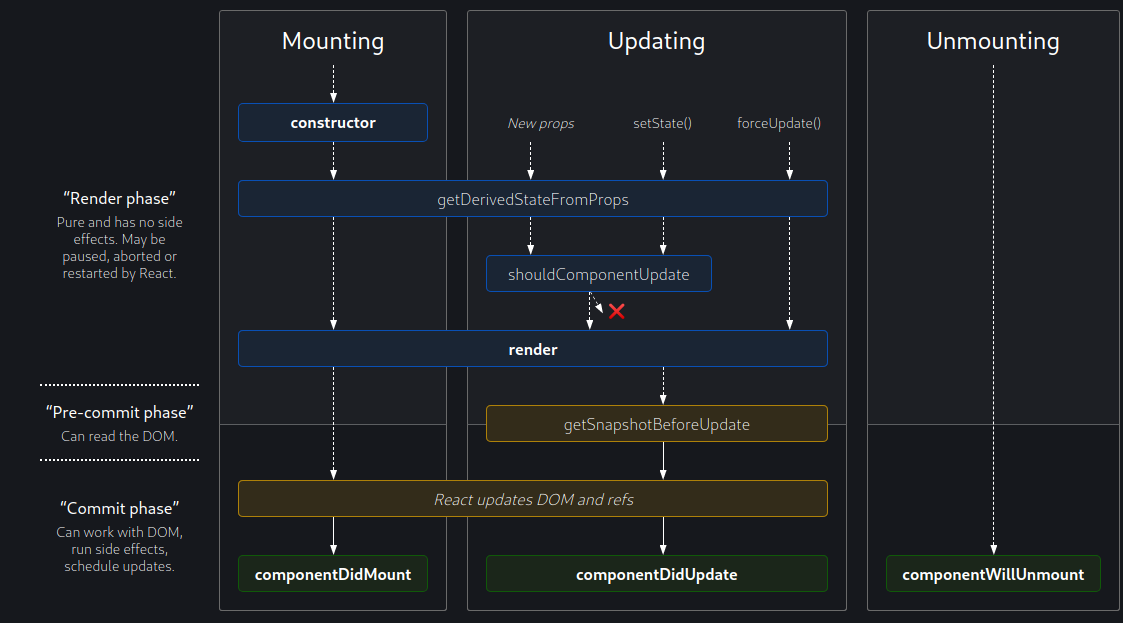 Mounting
Updating
Unmounting
constructor
New props
setState()
forceUpdate()
“Render phase”
Pure and has no side
effects. May be
paused, aborted or
restarted by React.
getDerivedStateFromProps
shouldComponentUpdate
render
“Pre-commit phase”
Can read the DOM.
getSnapshotBeforeUpdate
“Commit phase”
Can work with DOM,
run side effects,
schedule updates.
React updates DOM and refs
componentDidMount
componentDidUpdate
componentWillUnmount